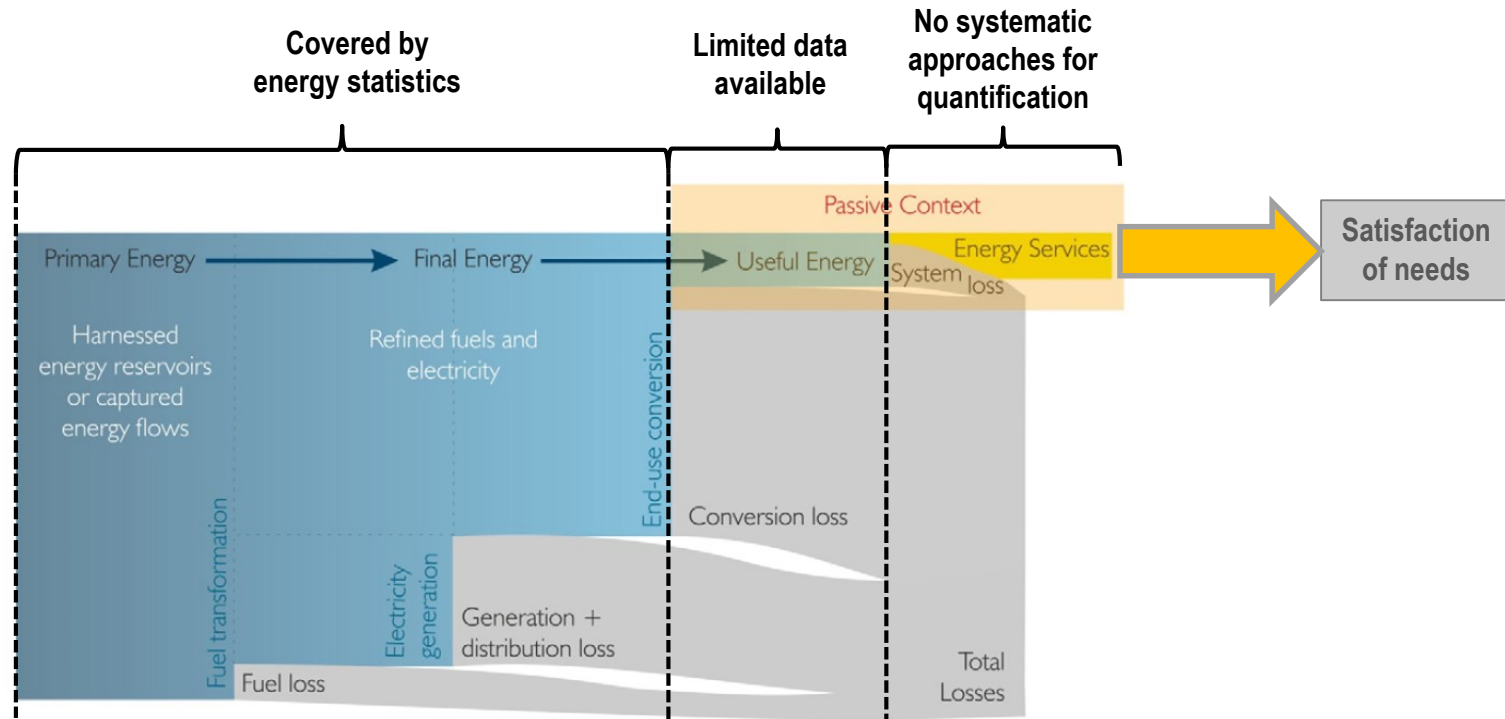 Covered by
energy statistics
Limited data
available
No systematic
approaches for
quantification
Passive Context
Primary Energy
Final Energy
Useful Energy
Energy Services
System
loss
Satisfaction
of needs
Harnessed
energy reservoirs
or captured
energy flows
Refined fuels and
electricity
Fuel transformation
Electricity
generation
End-use conversion
Conversion loss
Generation +
distribution loss
Fuel loss
Total
Losses